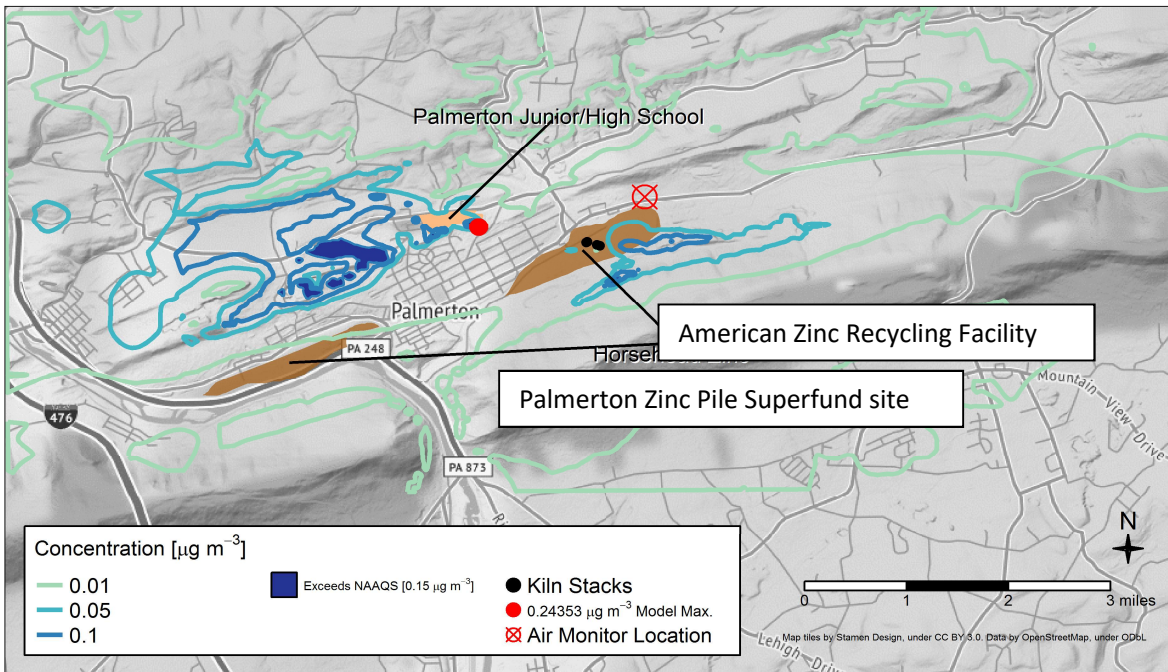 Palmerton Junior/High School
Palmerton
American Zinc Recycling Facility
PA 248
Palmerton Zinc Pile Superfund site
Mountain View Drive
476
PA 873
Concentration [μg m⁻³]
0.01
0.05
0.1
Exceeds NAAQS [0.15 μg m⁻³]
Kiln Stacks
0.24353 μg m⁻³ Model Max.
Air Monitor Location
N
0 1 2 3 miles
Map tiles by Stamen Design, under CC BY 3.0. Data by OpenStreetMap, under ODbL
Lehigh Drive